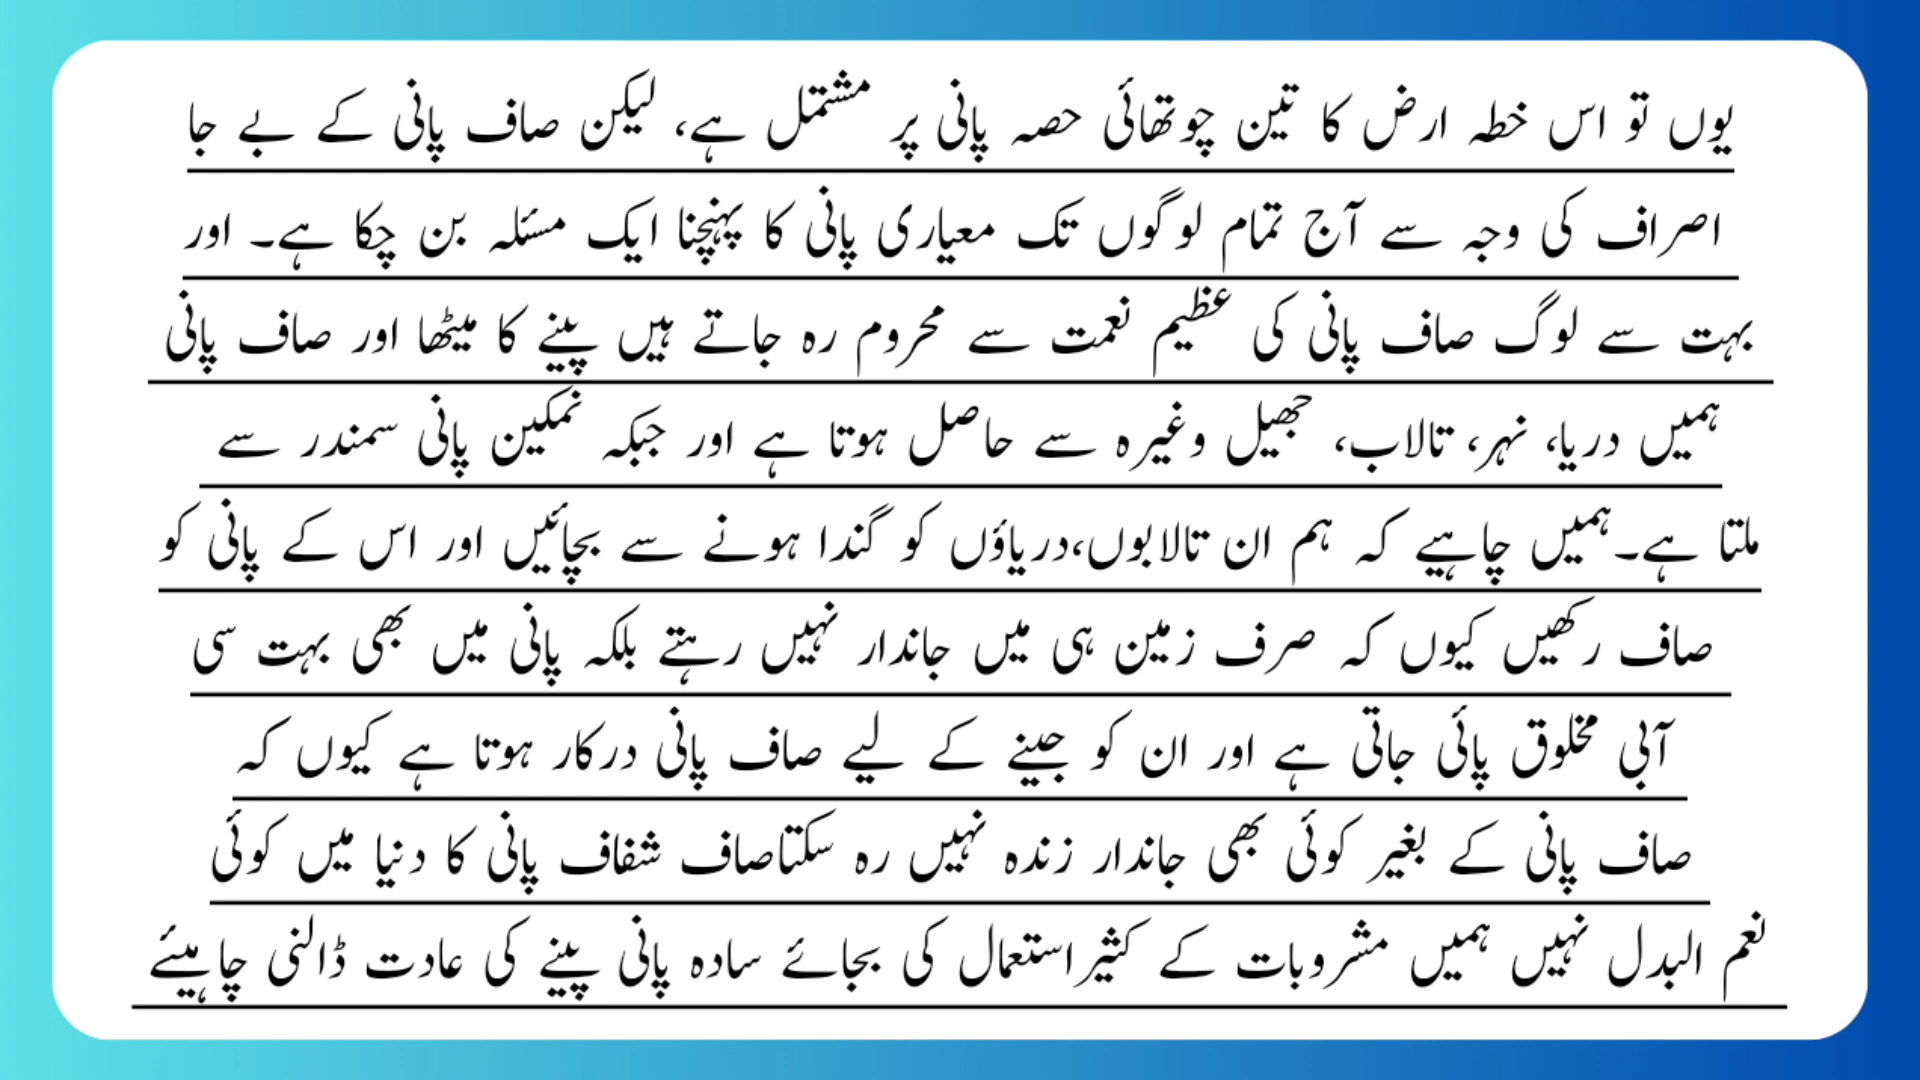 یوں تو اس خطہ ارض کا تین چوتھائی حصہ پانی پر مشتمل ہے، لیکن صاف پانی کے بے جا
اصراف کی وجہ سے آج تمام لوگوں تک معیاری پانی کا پہنچنا ایک مسئلہ بن چکا ہے۔ اور
بہت سے لوگ صاف پانی کی عظیم نعمت سے محروم رہ جاتے ہیں پینے کا میٹھا اور صاف پانی
ہمیں دریا، نہر، تالاب، جھیل وغیرہ سے حاصل ہوتا ہے اور جبکہ نمکین پانی سمندر سے
ملتا ہے۔ہمیں چاہیے کہ ہم ان تالابوں،دریاؤں کو گندا ہونے سے بچائیں اور اس کے پانی کو
صاف رکھیں کیوں کہ صرف زمین ہی میں جاندار نہیں رہتے بلکہ پانی میں بھی بہت سی
آبی مخلوق پائی جاتی ہے اور ان کو جینے کے لیے صاف پانی درکار ہوتا ہے کیوں کہ
صاف پانی کے بغیر کوئی بھی جاندار زندہ نہیں رہ سکتاصاف شفاف پانی کا دنیا میں کوئی
نعم البدل نہیں ہمیں مشروبات کے کثیراستعمال کی بجائے سادہ پانی پینے کی عادت ڈالنی چاہیئے